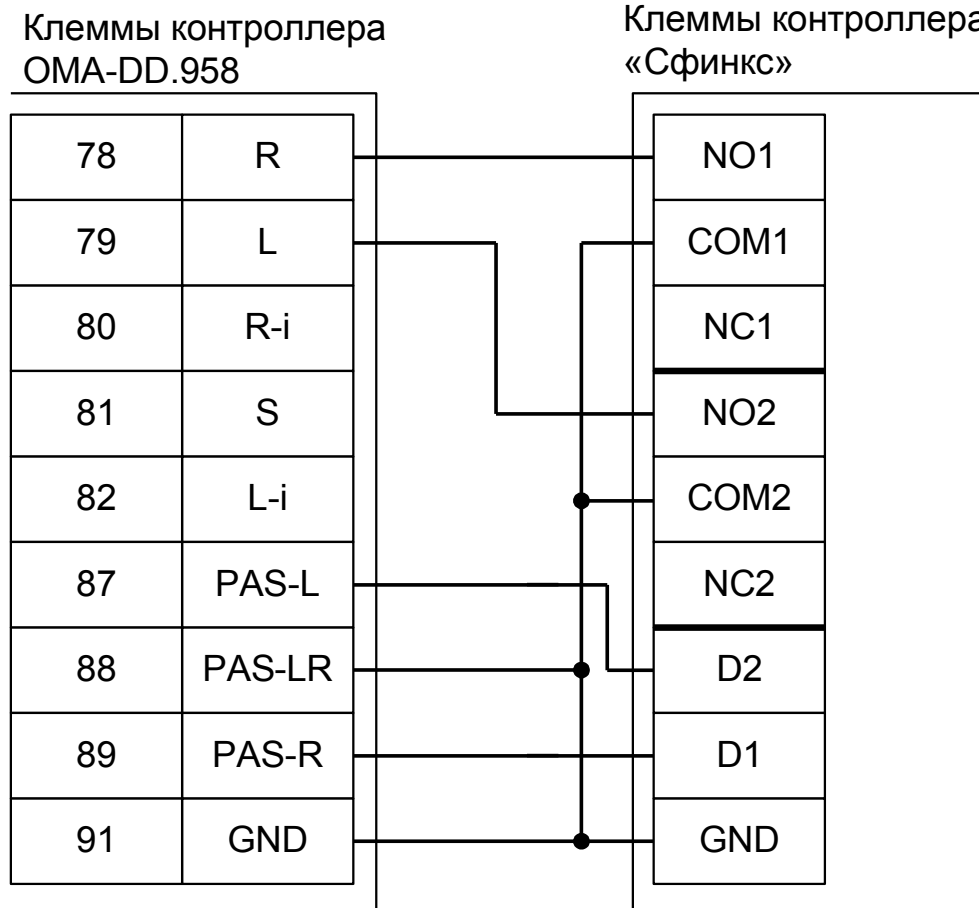 Клеммы контроллера
OMA-DD.958
Клеммы контроллера
«Сфинкс»
78 R NO1
79 L COM1
80 R-i NC1
81 S NO2
82 L-i COM2
87 PAS-L NC2
88 PAS-LR D2
89 PAS-R D1
91 GND GND